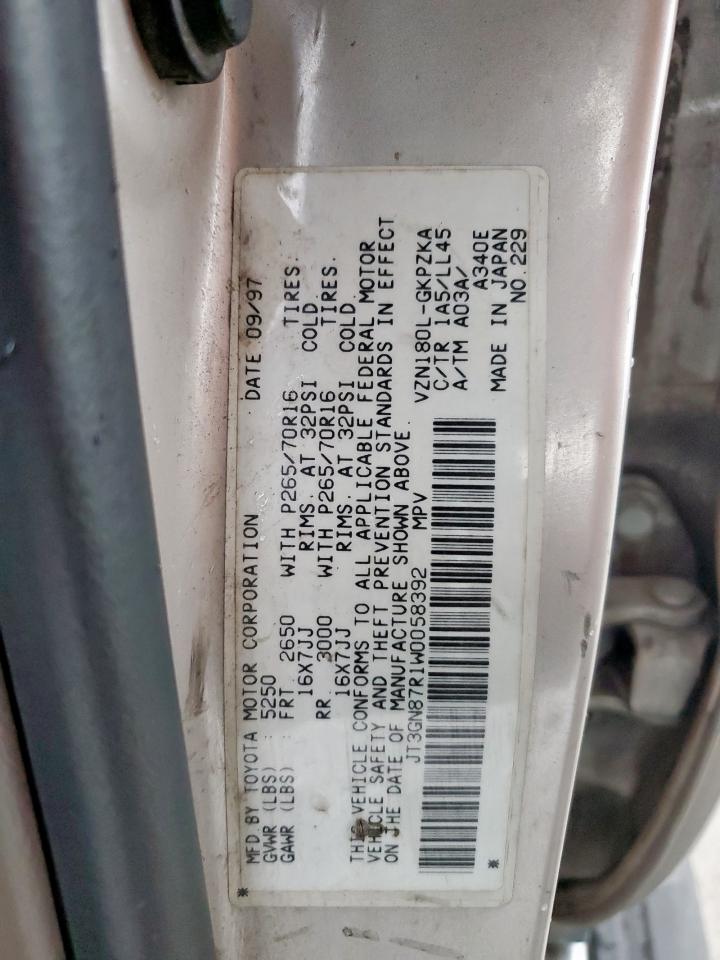 MFD BY TOYOTA MOTOR CORPORATION DATE 09/97
GVWR (LBS) : 5250
GAWR (LBS) : FRT 2650 WITH P265/70R16 TIRES.
16X7JJ RIMS. AT 32PSI COLD
RR 3000 WITH P265/70R16 TIRES.
16X7JJ RIMS. AT 32PSI COLD
THIS VEHICLE CONFORMS TO ALL APPLICABLE FEDERAL MOTOR
VEHICLE SAFETY AND THEFT PREVENTION STANDARDS IN EFFECT
ON THE DATE OF MANUFACTURE SHOWN ABOVE.
JT3GN87R1W0058392 MPV
VZN180L-GKPZKA
C/TR 1A5/LL45
A/TM A03A/
A340E
MADE IN JAPAN
NO.229